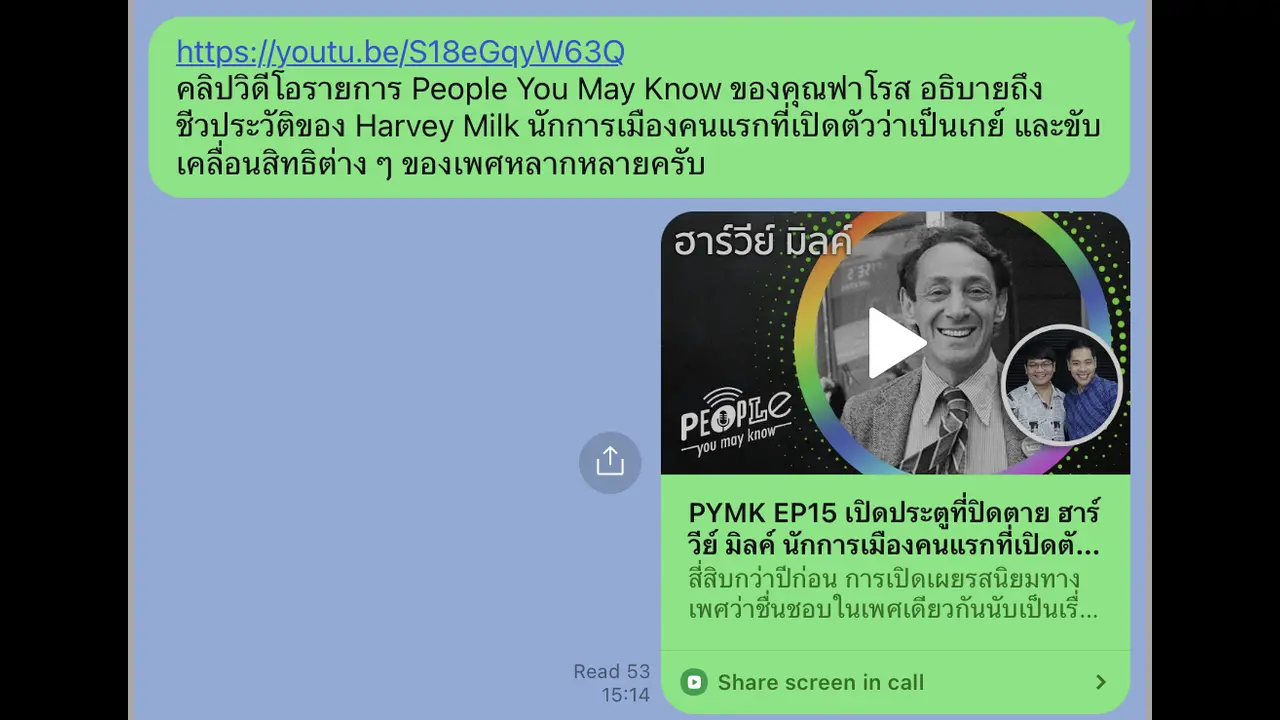 https://youtu.be/S18eGqyW63Q
คลิปวิดีโอรายการ People You May Know ของคุณฟาโรส อธิบายถึง
ชีวประวัติของ Harvey Milk นักการเมืองคนแรกที่เปิดตัวว่าเป็นเกย์ และขับ
เคลื่อนสิทธิต่าง ๆ ของเพศหลากหลายครับ
ฮาร์วีย์ มิลค์
PEOPLE
you may know
PYMK EP15 เปิดประตูที่ปิดตาย ฮาร์
วีย์ มิลค์ นักการเมืองคนแรกที่เปิดตั...
สี่สิบกว่าปีก่อน การเปิดเผยรสนิยมทาง
เพศว่าชื่นชอบในเพศเดียวกันนับเป็นเรื่...
Read 53
15:14
Share screen in call